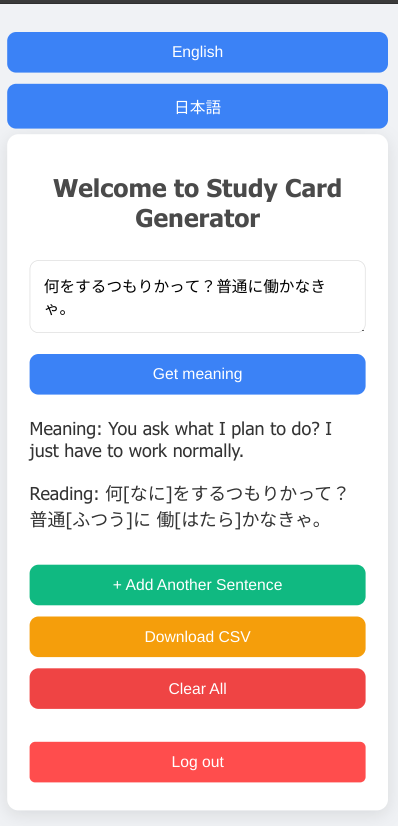 English
日本語
Welcome to Study Card
Generator
何をするつもりかって？普通に働かなき
ゃ。
Get meaning
Meaning: You ask what I plan to do? I
just have to work normally.
Reading: 何[なに]をするつもりかって？
普通[ふつう]に 働[はたら]かなきゃ。
+ Add Another Sentence
Download CSV
Clear All
Log out